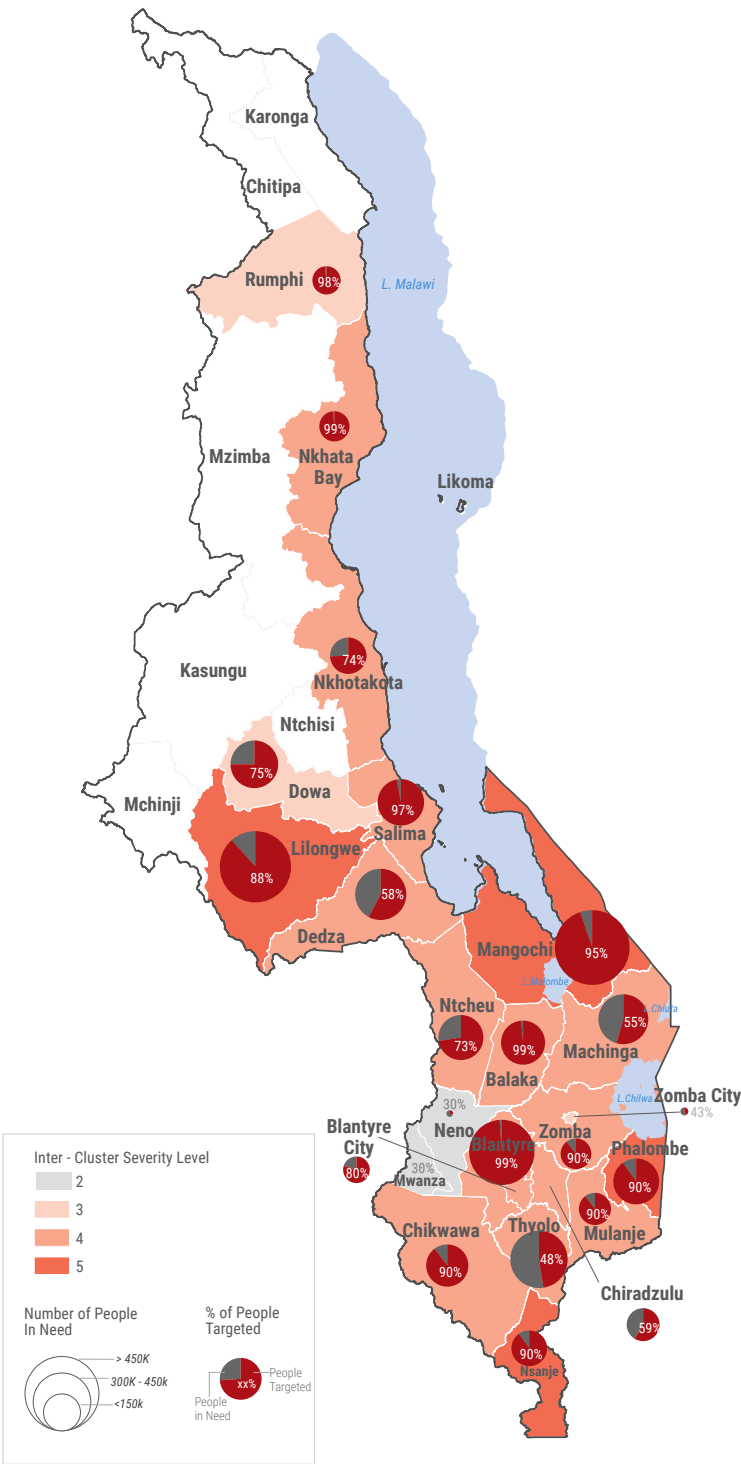 Karonga
Chitipa
Rumphi
98%
L. Malawi
99%
Nkhata
Bay
Mzimba
Likoma
Kasungu
74%
Nkhotakota
Ntchisi
75%
Dowa
Mchinji
97%
Salima
Lilongwe
88%
58%
Dedza
Mangochi
95%
L.Malombe
Ntcheu
73%
99%
Balaka
55%
Machinga
L.Chiuta
L.Chilwa
Zomba City
43%
30%
Neno
30%
Mwanza
Blantyre
City
80%
Blantyre
99%
Zomba
90%
Phalombe
90%
90%
Mulanje
Chikwawa
90%
Thyolo
48%
Chiradzulu
59%
90%
Nsanje
Inter - Cluster Severity Level
2
3
4
5
Number of People
In Need
> 450K
300K - 450k
<150k
% of People
Targeted
xx%
People
Targeted
People
in Need